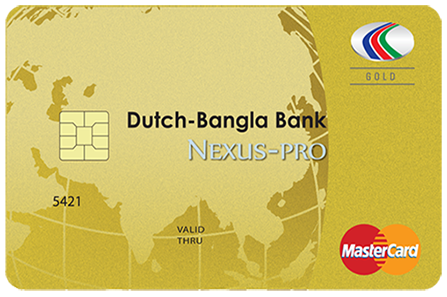 GOLD
Dutch-Bangla Bank
NEXUS-PRO
5421
VALID
THRU
MasterCard